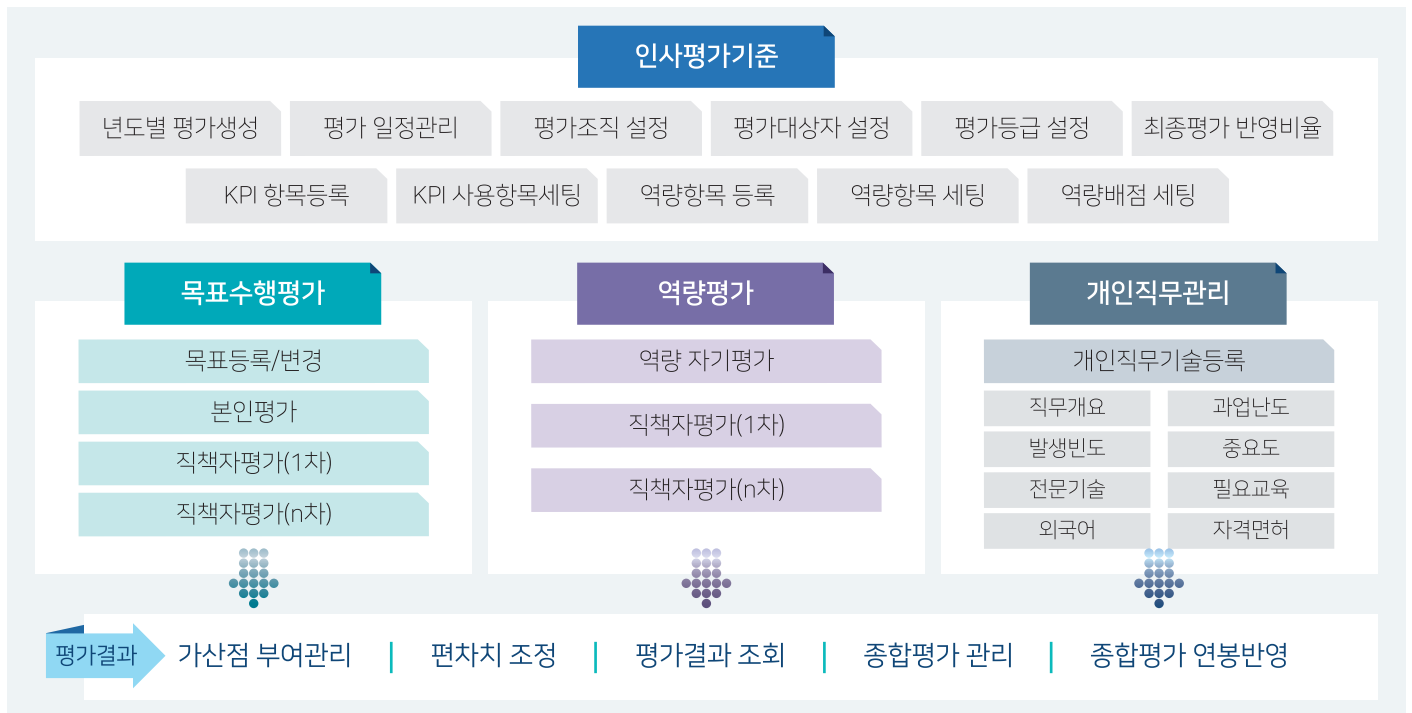 인사평가기준
년도별 평가생성
평가 일정관리
평가조직 설정
평가대상자 설정
평가등급 설정
최종평가 반영비율
KPI 항목등록
KPI 사용항목세팅
역량항목 등록
역량항목 세팅
역량배점 세팅
목표수행평가
목표등록/변경
본인평가
직책자평가(1차)
직책자평가(n차)
역량평가
역량 자기평가
직책자평가(1차)
직책자평가(n차)
개인직무관리
개인직무기술등록
직무개요
과업난도
발생빈도
중요도
전문기술
필요교육
외국어
자격면허
평가결과
가산점 부여관리
편차치 조정
평가결과 조회
종합평가 관리
종합평가 연봉반영